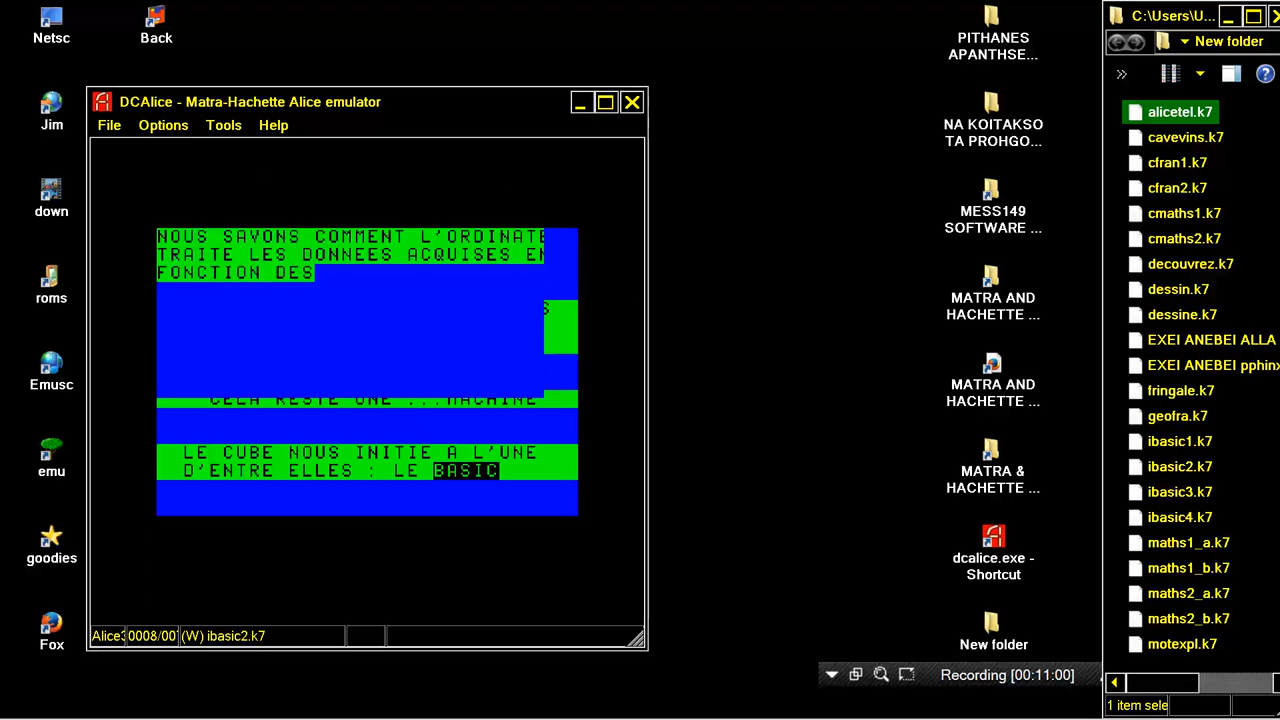 Netsc
Back
Jim
down
roms
Emusc
emu
goodies
Fox
DCAlice - Matra-Hachette Alice emulator
File Options Tools Help
NOUS SAVONS COMMENT L'ORDINATE
TRAITE LES DONNEES ACQUISES EN
FONCTION DES
S
CELA RESTE UNE ...MACHINE
LE CUBE NOUS INITIE A L'UNE
D'ENTRE ELLES : LE BASIC
0008/00 (W) ibasic2.k7
PITHANES
APANTHSE...
NA KOITAKSO
TA PROHGO...
MESS149
SOFTWARE ...
MATRA AND
HACHETTE ...
MATRA AND
HACHETTE ...
MATRA &
HACHETTE ...
dcalice.exe -
Shortcut
New folder
Recording [00:11:00]
C:\Users\U...
New folder
»
alicetel.k7
cavevins.k7
cfran1.k7
cfran2.k7
cmaths1.k7
cmaths2.k7
decouvrez.k7
dessin.k7
dessine.k7
EXEI ANEBEI ALLA
EXEI ANEBEI pphinx
fringale.k7
geofra.k7
ibasic1.k7
ibasic2.k7
ibasic3.k7
ibasic4.k7
maths1_a.k7
maths1_b.k7
maths2_a.k7
maths2_b.k7
motexpl.k7
1 item sele